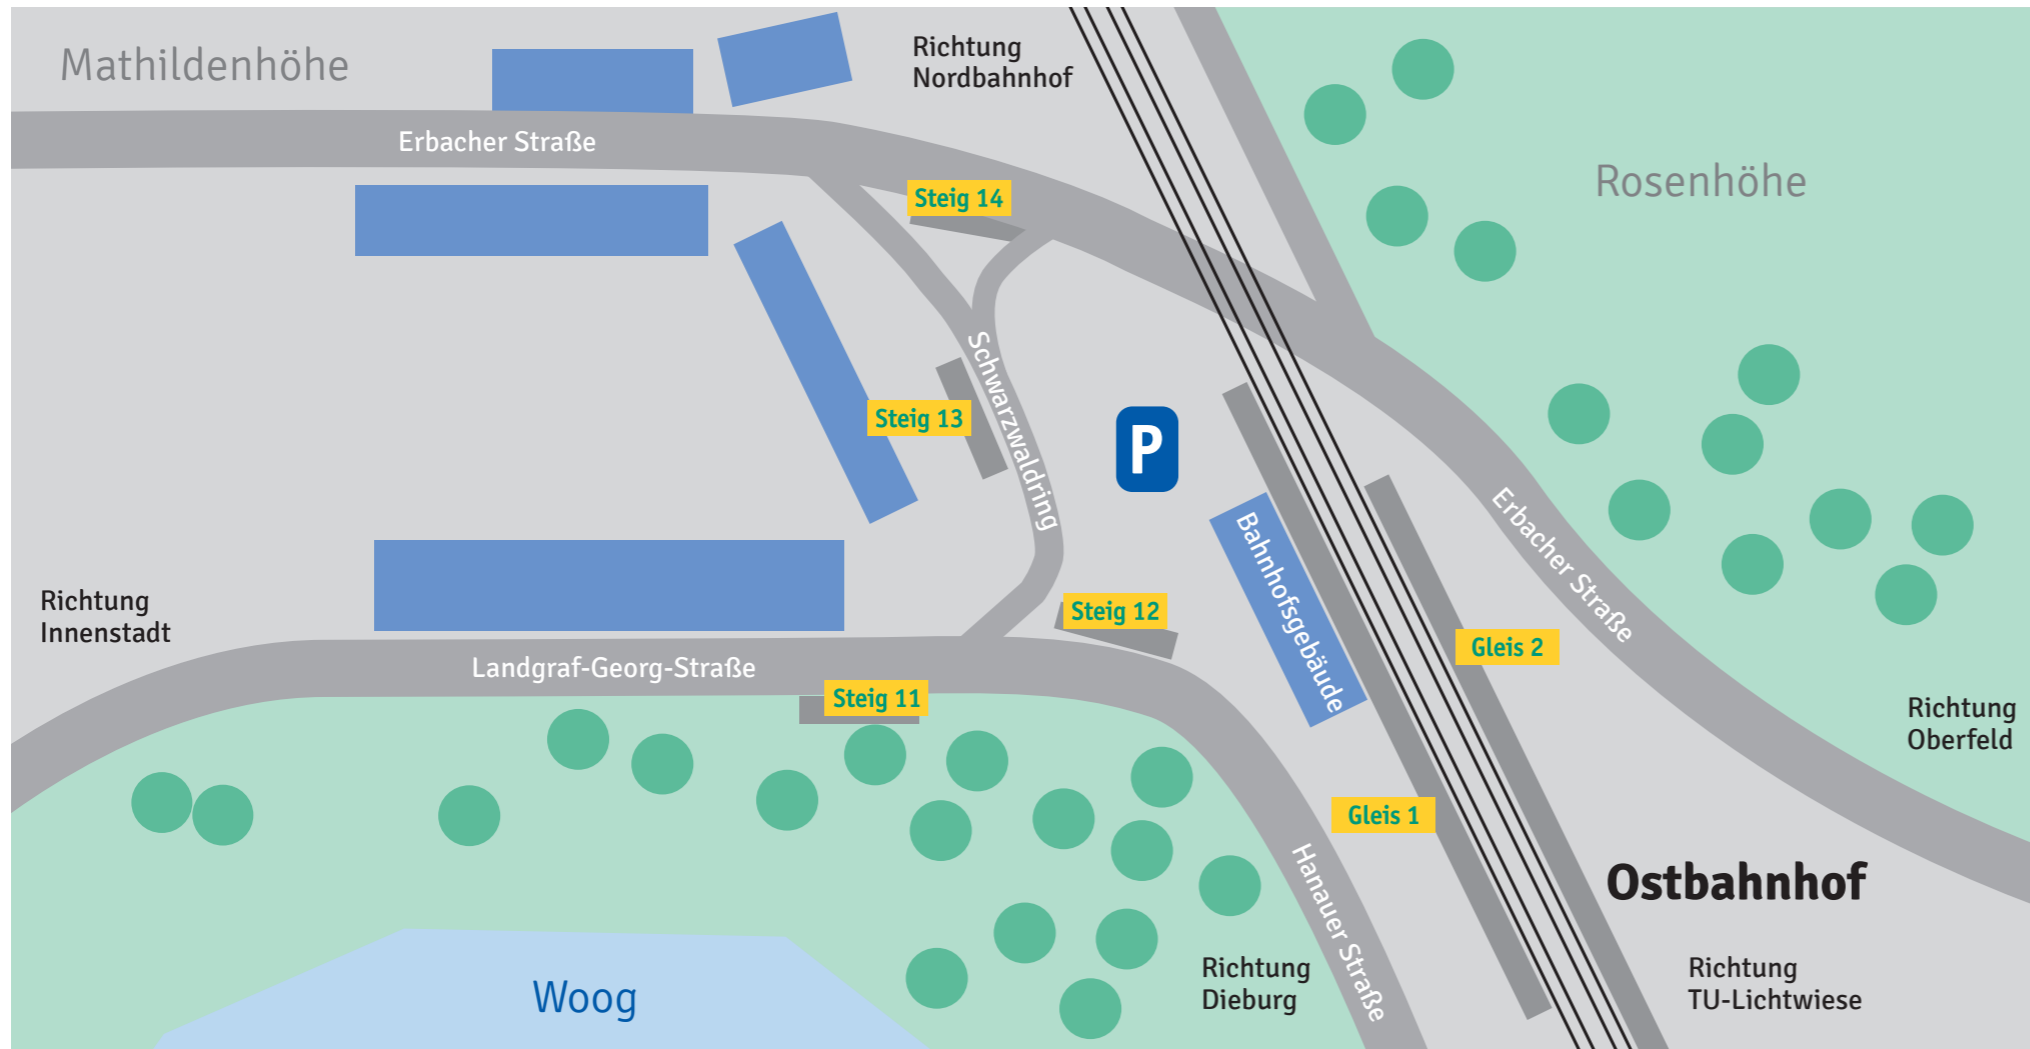 Mathildenhöhe
Richtung
Nordbahnhof
Erbacher Straße
Rosenhöhe
Steig 14
Schwarzwaldring
Steig 13
P
Bahnhofsgebäude
Erbacher Straße
Richtung
Innenstadt
Steig 12
Gleis 2
Landgraf-Georg-Straße
Steig 11
Richtung
Oberfeld
Gleis 1
Hanauer Straße
Ostbahnhof
Woog
Richtung
Dieburg
Richtung
TU-Lichtwiese